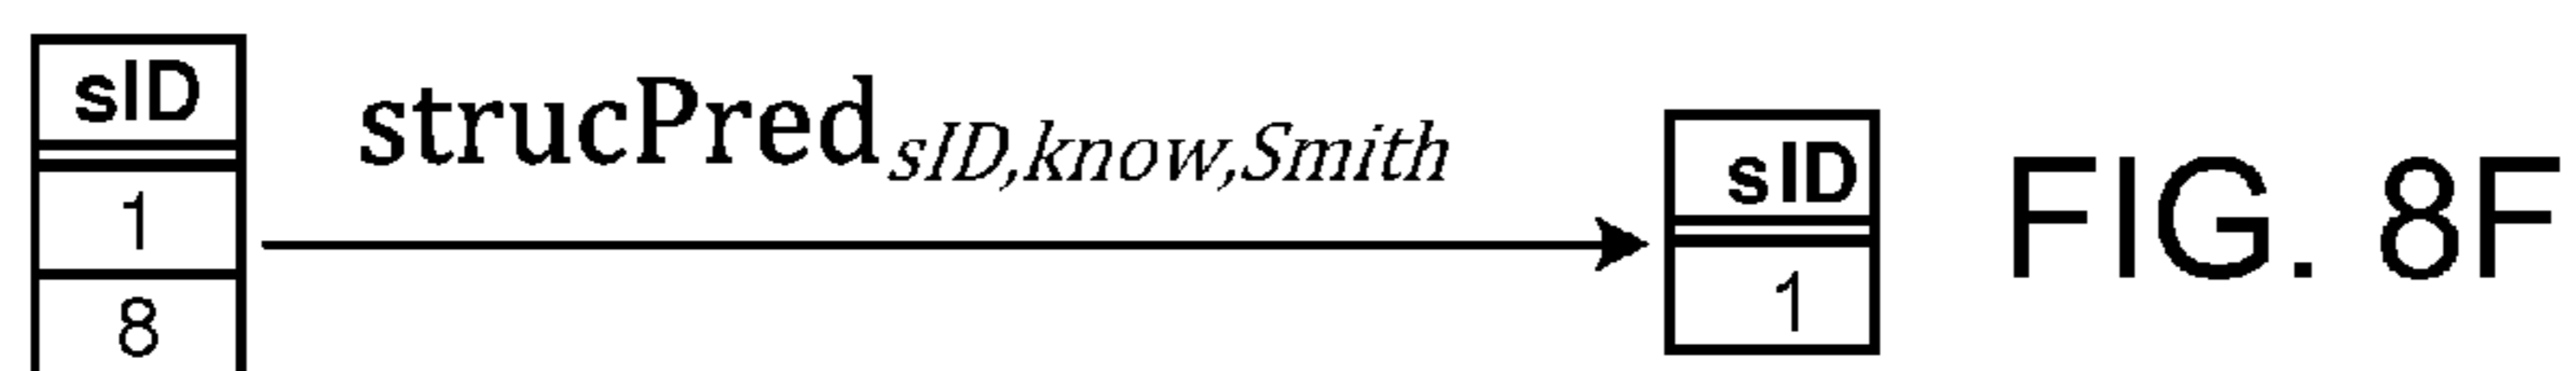 sID
1
8
strucPred sID,know,Smith
sID
1
FIG. 8F